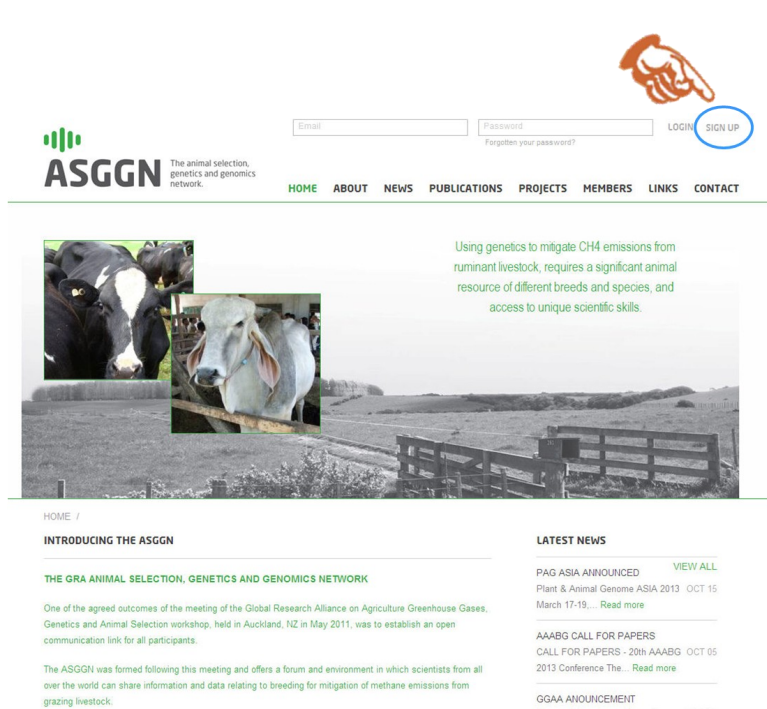 Email
Password
LOGIN
SIGN UP
Forgotten your password?
ASGGN
The animal selection,
genetics and genomics
network.
HOME ABOUT NEWS PUBLICATIONS PROJECTS MEMBERS LINKS CONTACT
Using genetics to mitigate CH4 emissions from
ruminant livestock, requires a significant animal
resource of different breeds and species, and
access to unique scientific skills.
HOME /
INTRODUCING THE ASGGN
THE GRA ANIMAL SELECTION, GENETICS AND GENOMICS NETWORK
One of the agreed outcomes of the meeting of the Global Research Alliance on Agriculture Greenhouse Gases,
Genetics and Animal Selection workshop, held in Auckland, NZ in May 2011, was to establish an open
communication link for all participants.
The ASGGN was formed following this meeting and offers a forum and environment in which scientists from all
over the world can share information and data relating to breeding for mitigation of methane emissions from
grazing livestock.
LATEST NEWS
VIEW ALL
PAG ASIA ANNOUNCED
Plant & Animal Genome ASIA 2013 OCT 15
March 17-19,... Read more
AAABG CALL FOR PAPERS
CALL FOR PAPERS - 20th AAABG OCT 05
2013 Conference The... Read more
GGAA ANOUNCEMENT